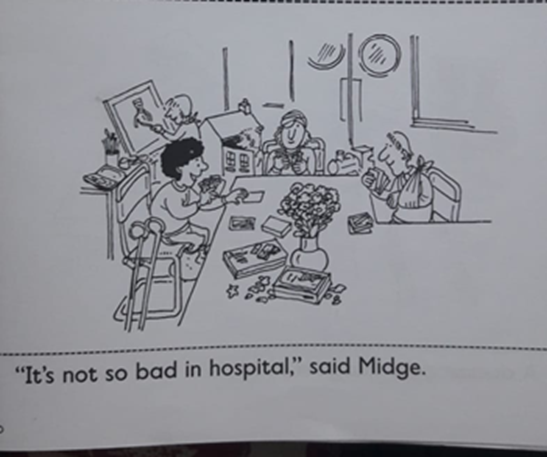 “It’s not so bad in hospital,” said Midge.